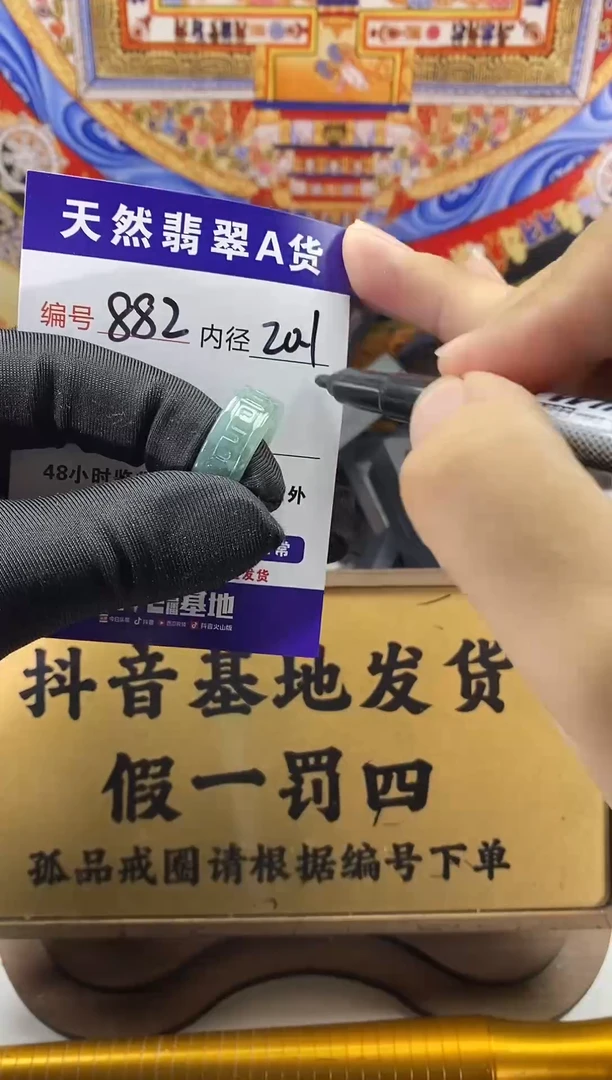 天然翡翠A货
编号 882 内径 20.1
48小时
外
常
发货
基地
抖音基地发货
假一罚四
孤品戒圈请根据编号下单